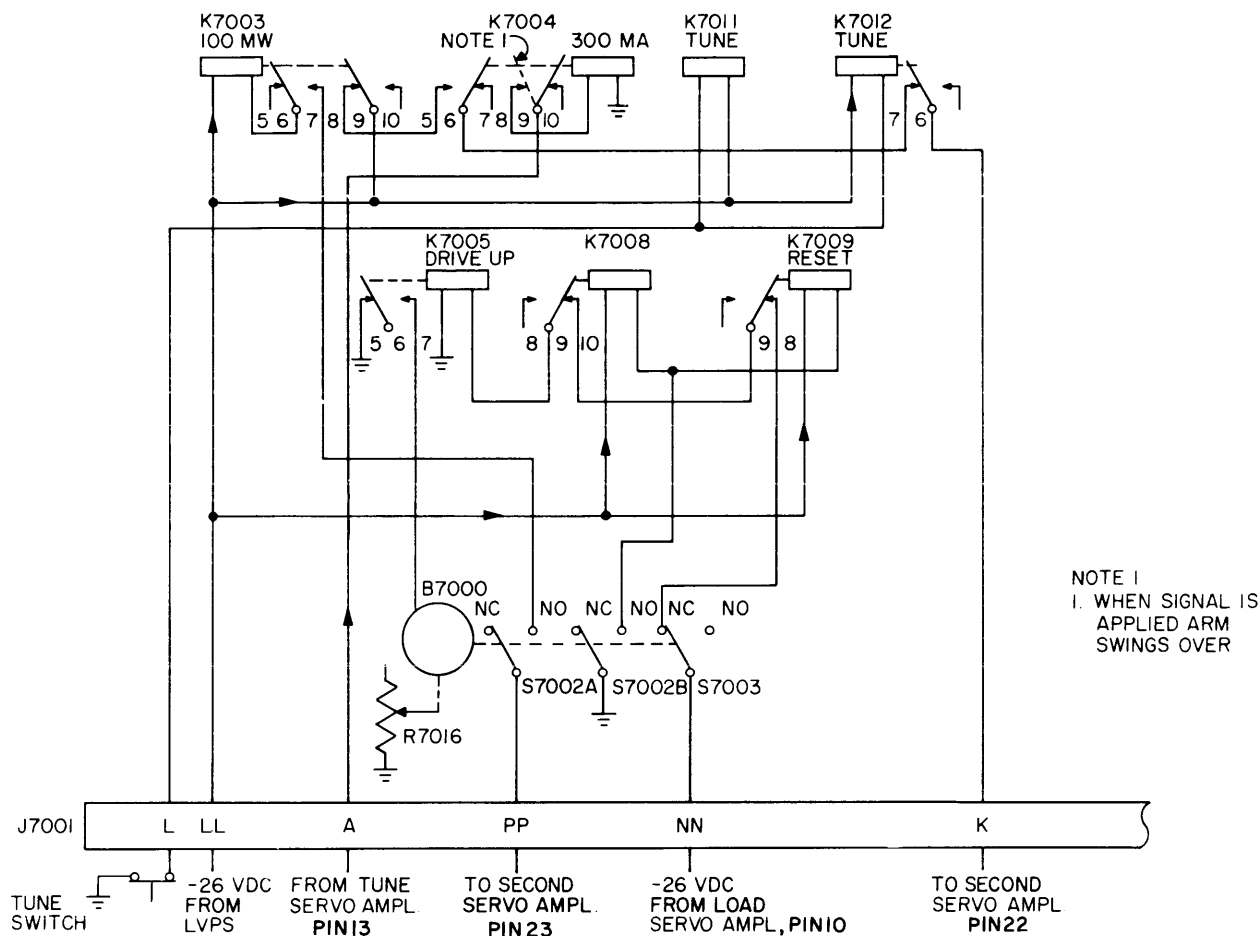 K7003 K7004 K7011 K7012
100 MW NOTE 1 300 MA TUNE TUNE
5 6 7 8 9 10 5 6 7 8 9 10 7 6
K7005 K7008 K7009
DRIVE UP RESET
5 6 7 8 9 10 9 8
B7000
NC NO NC NO NC NO
S7002A S7002B S7003
R7016
NOTE 1
1. WHEN SIGNAL IS
APPLIED ARM
SWINGS OVER
J7001 L LL A PP NN K
TUNE
SWITCH
-26 VDC
FROM
LVPS
FROM TUNE
SERVO AMPL.
PIN13
TO SECOND
SERVO AMPL.
PIN23
-26 VDC
FROM LOAD
SERVO AMPL, PIN10
TO SECOND
SERVO AMPL.
PIN22